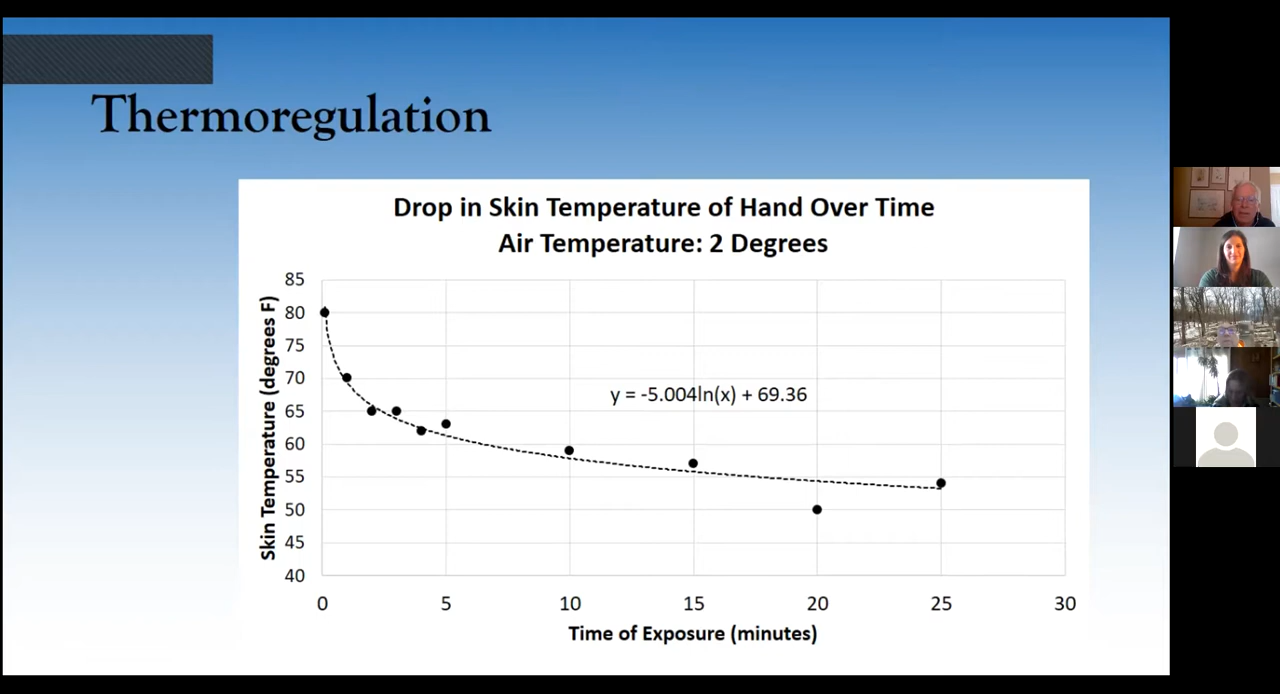 Thermoregulation
Drop in Skin Temperature of Hand Over Time
Air Temperature: 2 Degrees
Skin Temperature (degrees F)
85
80
75
70
65
60
55
50
45
40
y = -5.004ln(x) + 69.36
0 5 10 15 20 25 30
Time of Exposure (minutes)